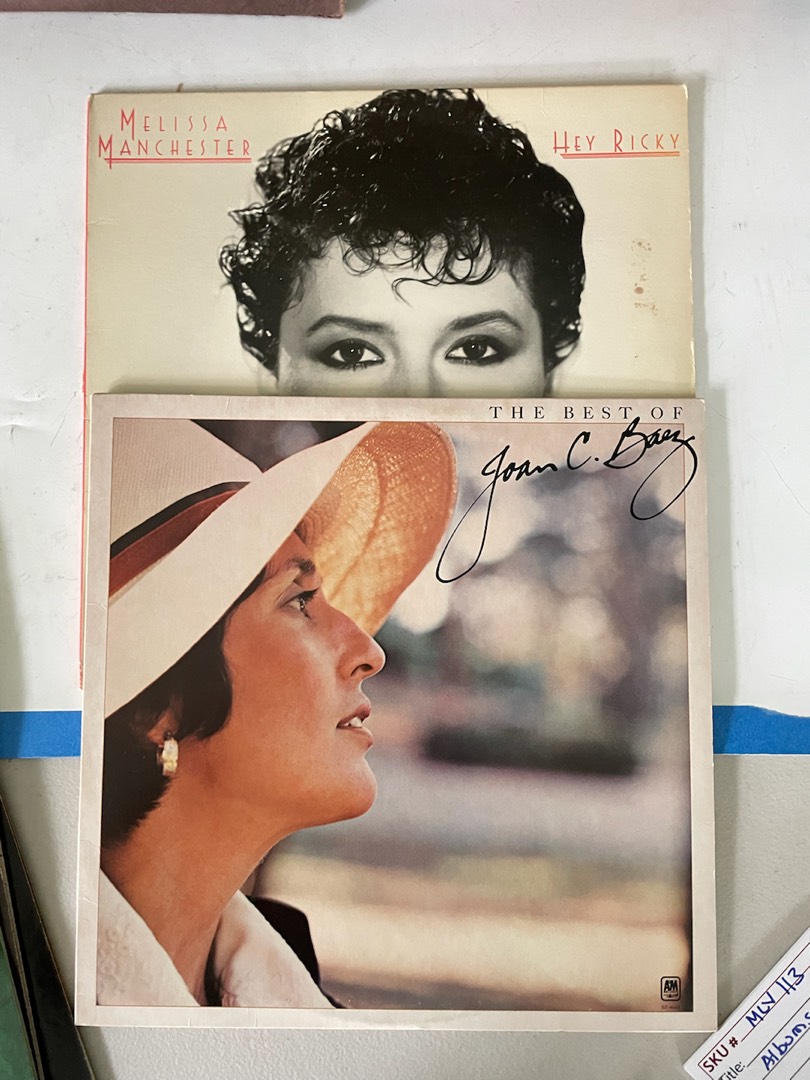 MELISSA
MANCHESTER
HEY RICKY
THE BEST OF
Joan C. Baez
A&M
SKU # MLV 113
Title: Albums